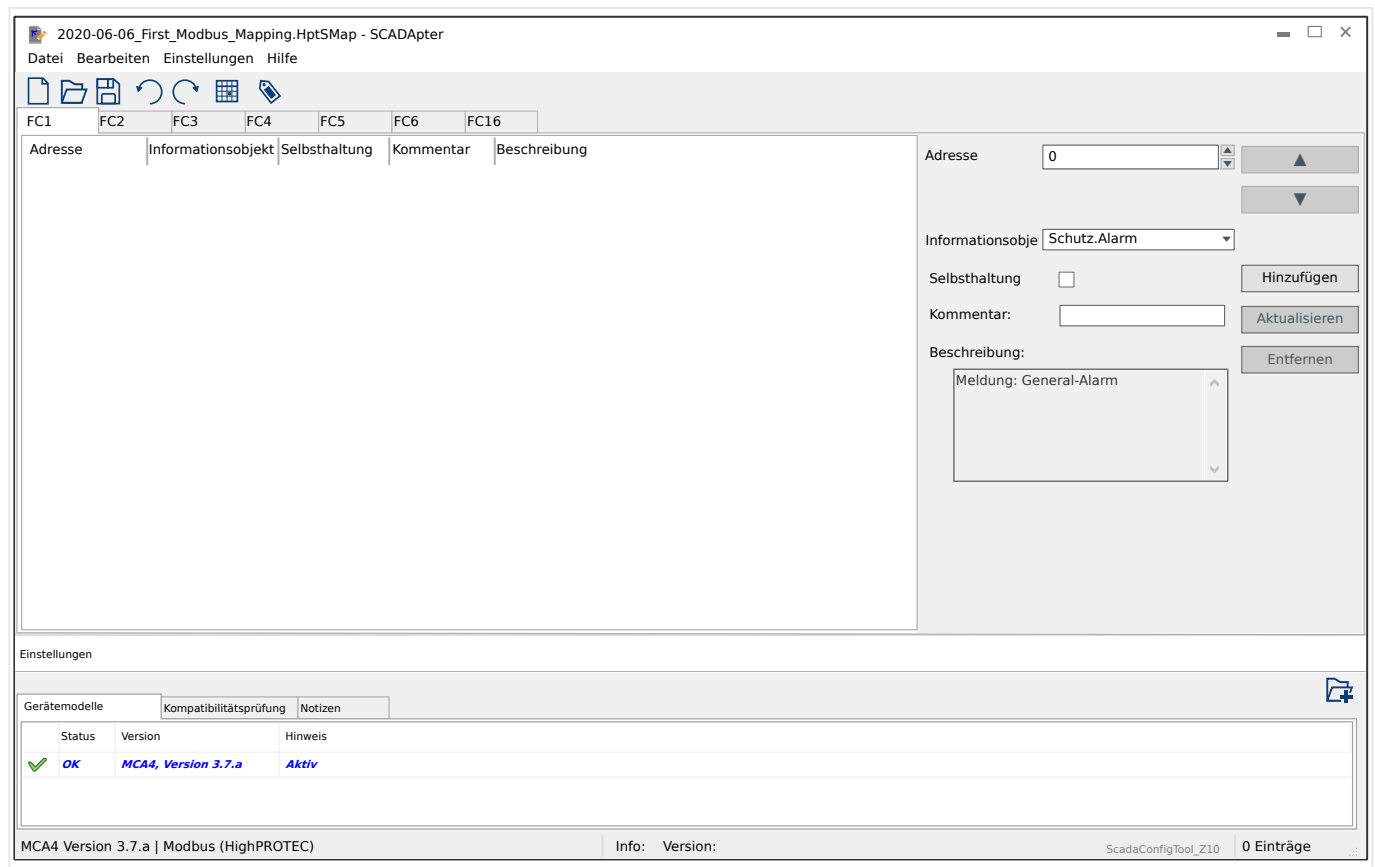 2020-06-06_First_Modbus_Mapping.HptSMap - SCADApter
Datei Bearbeiten Einstellungen Hilfe
FC1 FC2 FC3 FC4 FC5 FC6 FC16
Adresse Informationsobjekt Selbsthaltung Kommentar Beschreibung
Adresse 0
▲
▼
Informationsobje Schutz.Alarm
Selbsthaltung Hinzufügen
Kommentar: Aktualisieren
Beschreibung: Entfernen
Meldung: General-Alarm
Einstellungen
Gerätemodelle Kompatibilitätsprüfung Notizen
Status Version Hinweis
OK MCA4, Version 3.7.a Aktiv
MCA4 Version 3.7.a | Modbus (HighPROTEC) Info: Version: ScadaConfigTool_Z10 0 Einträge